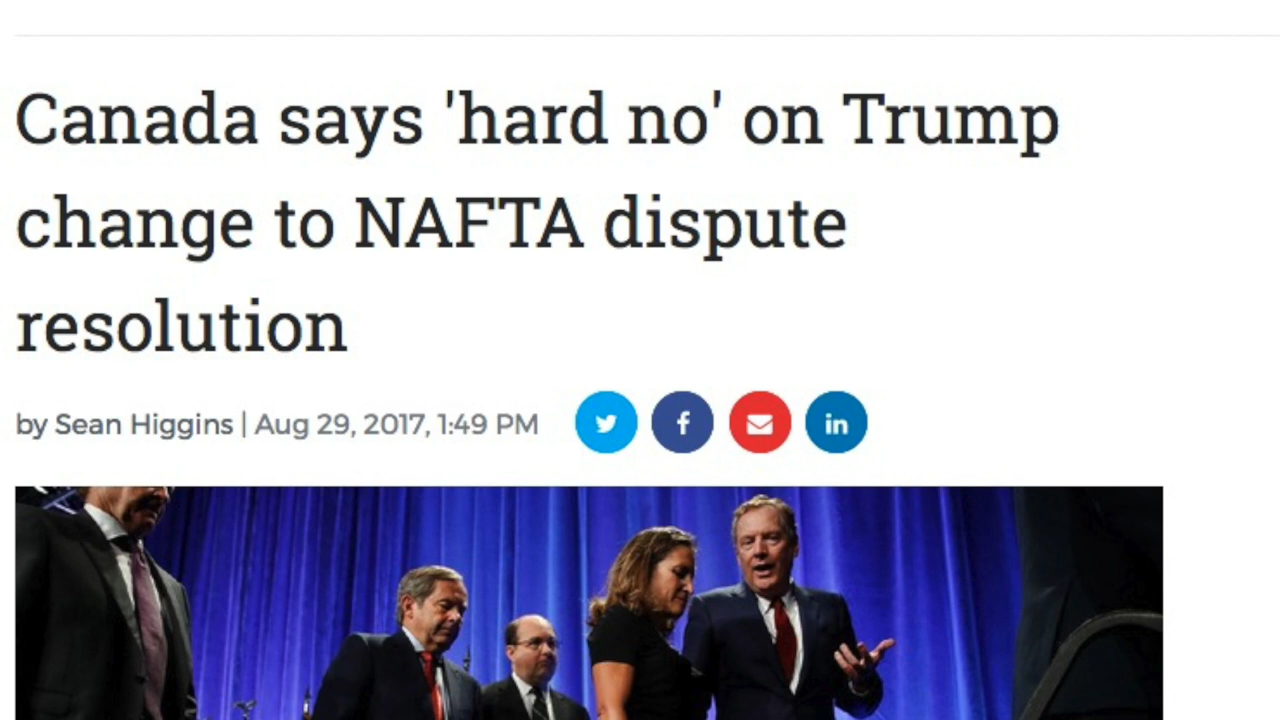 Canada says 'hard no' on Trump
change to NAFTA dispute
resolution
by Sean Higgins | Aug 29, 2017, 1:49 PM
f
in